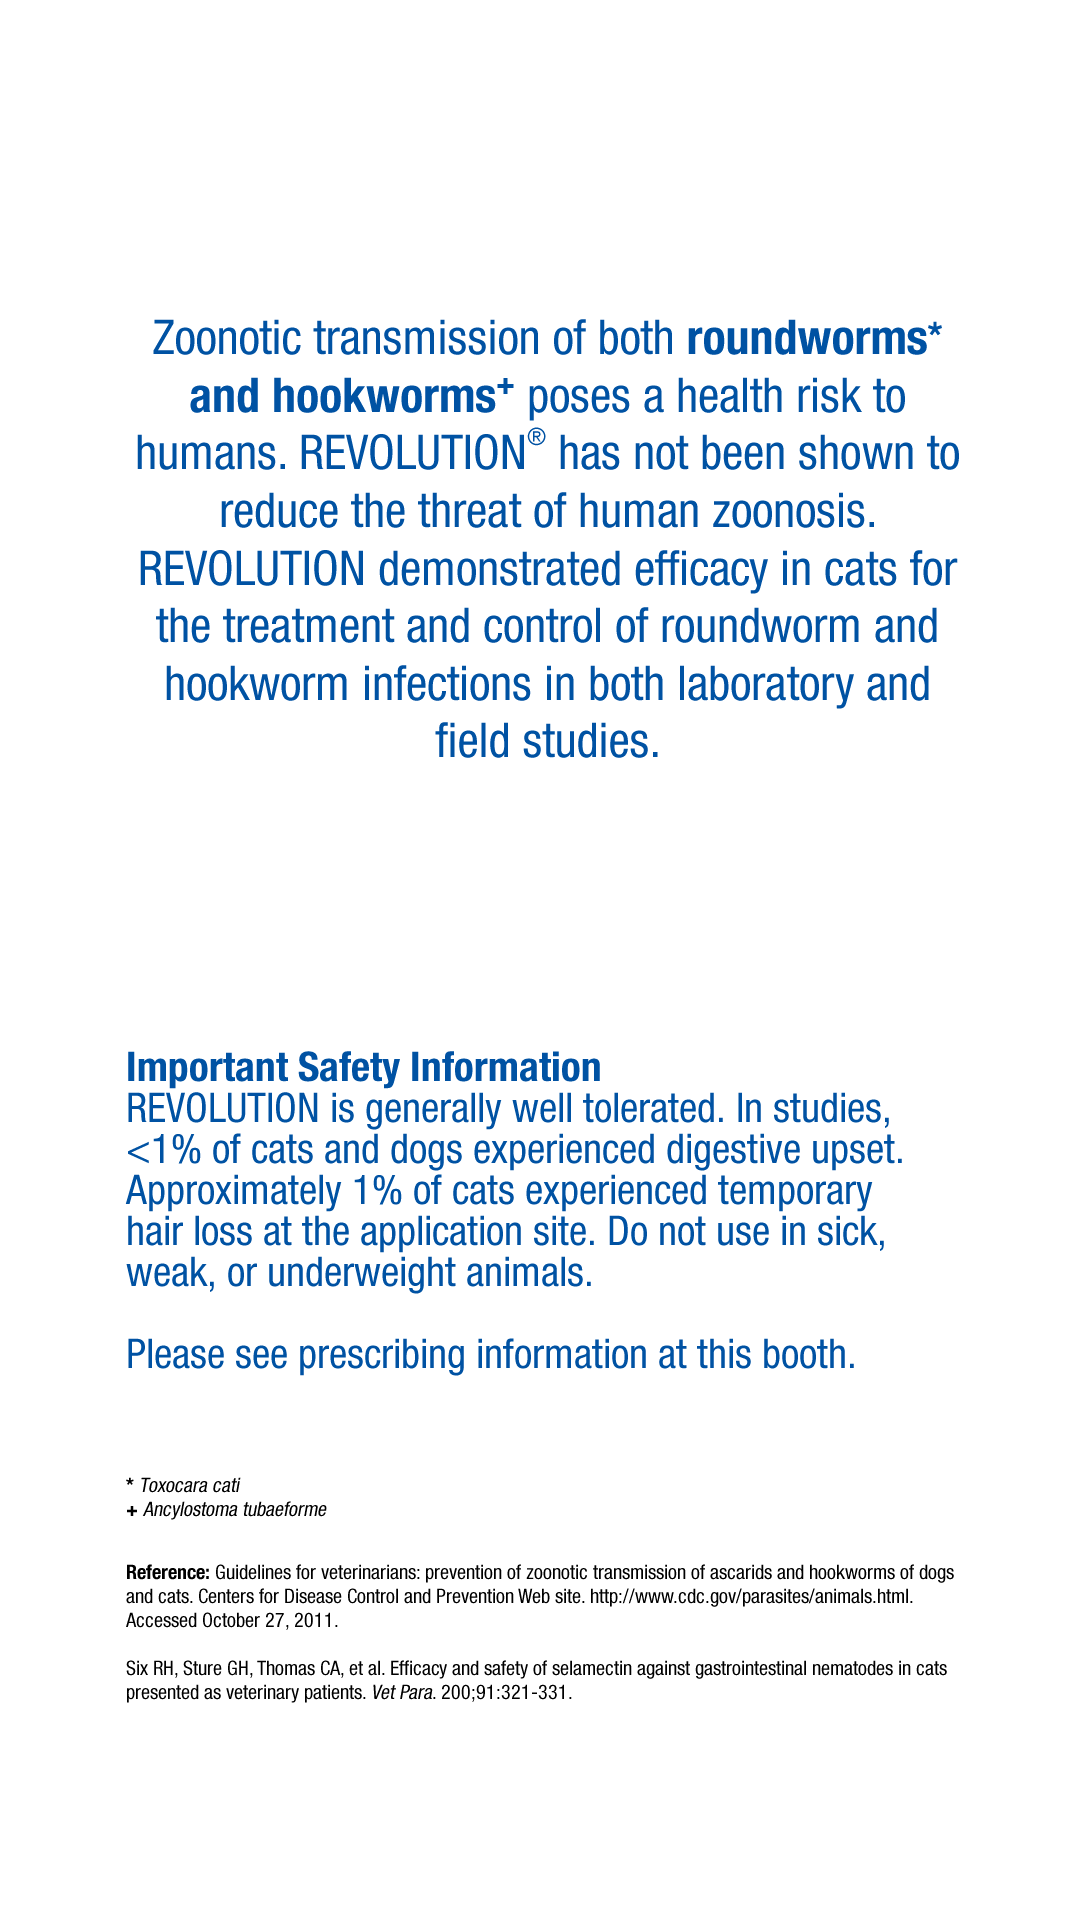 Zoonotic transmission of both roundworms*
and hookworms+ poses a health risk to
humans. REVOLUTION® has not been shown to
reduce the threat of human zoonosis.
REVOLUTION demonstrated efficacy in cats for
the treatment and control of roundworm and
hookworm infections in both laboratory and
field studies.
Important Safety Information
REVOLUTION is generally well tolerated. In studies,
<1% of cats and dogs experienced digestive upset.
Approximately 1% of cats experienced temporary
hair loss at the application site. Do not use in sick,
weak, or underweight animals.
Please see prescribing information at this booth.
* Toxocara cati
+ Ancylostoma tubaeforme
Reference: Guidelines for veterinarians: prevention of zoonotic transmission of ascarids and hookworms of dogs
and cats. Centers for Disease Control and Prevention Web site. http://www.cdc.gov/parasites/animals.html.
Accessed October 27, 2011.
Six RH, Sture GH, Thomas CA, et al. Efficacy and safety of selamectin against gastrointestinal nematodes in cats
presented as veterinary patients. Vet Para. 200;91:321-331.